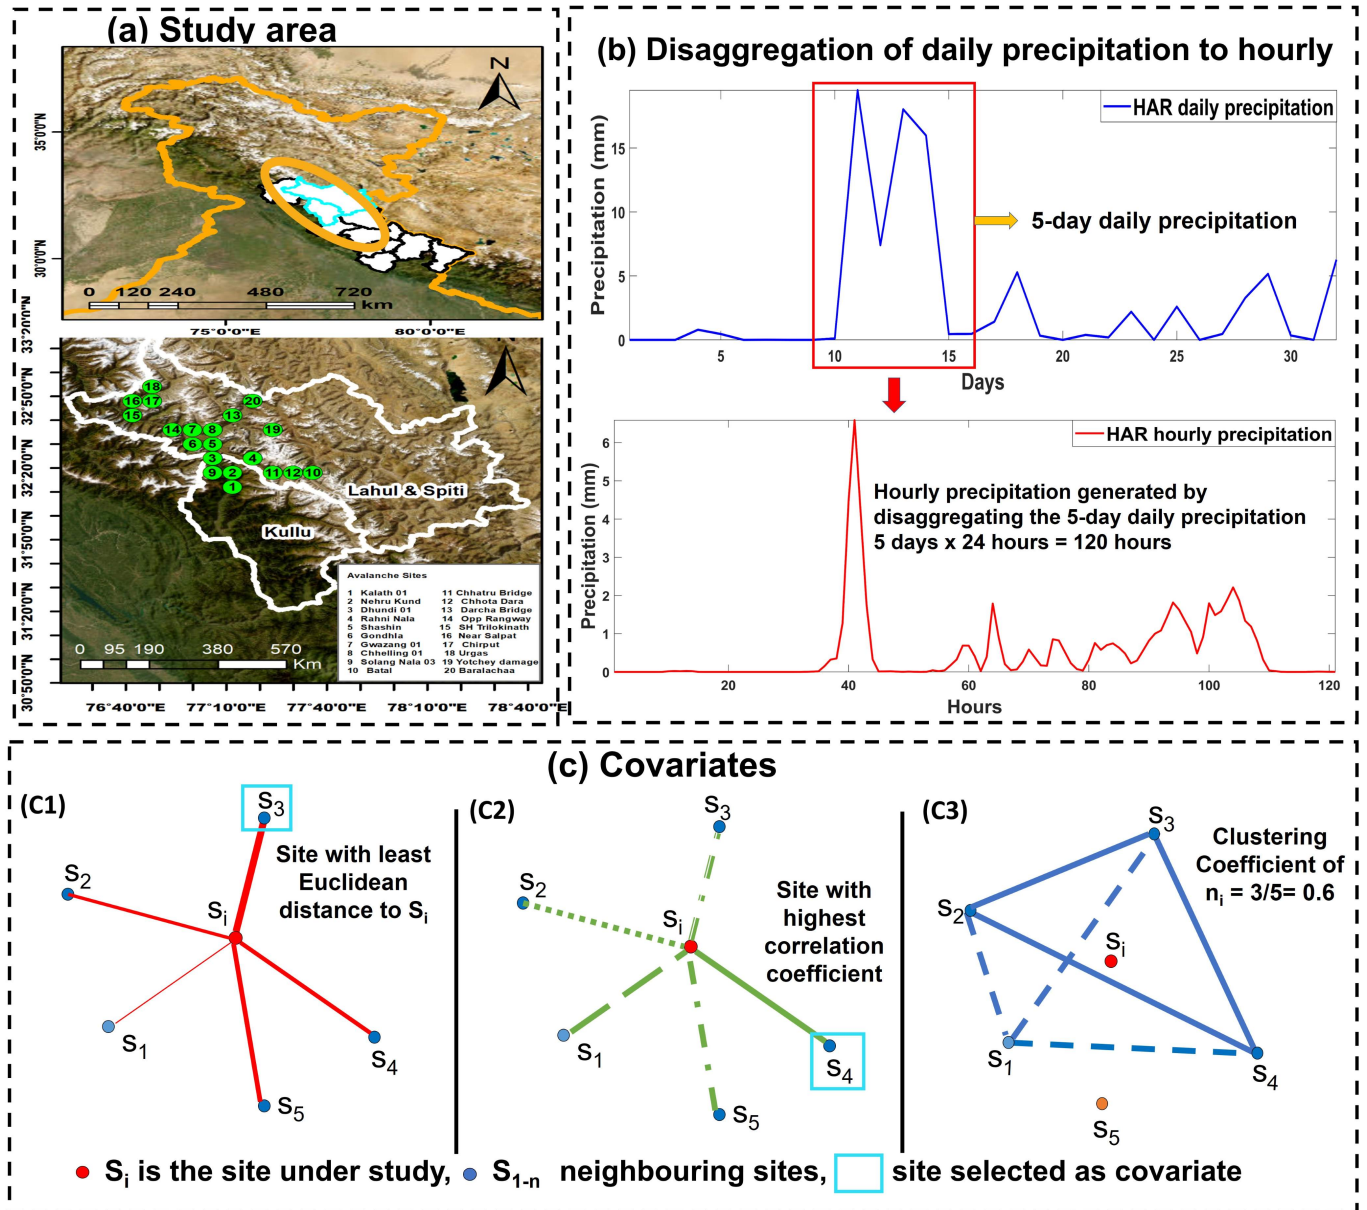 (a) Study area
N
35°0'0"N
30°0'0"N
0 120 240 480 720
km
75°0'0"E 80°0'0"E
33°20'0"N
32°50'0"N
32°20'0"N
31°50'0"N
31°20'0"N
30°50'0"N
18
16 17 20
15 13
14 7 8 19
6 5
3 4
9 2 11 12 10
1
Lahul & Spiti
Kullu
Avalanche Sites
1 Kalath 01 11 Chhatru Bridge
2 Nehru Kund 12 Chhota Dara
3 Dhundi 01 13 Darcha Bridge
4 Rahni Nala 14 Opp Rangway
5 Shashin 15 SH Trilokinath
6 Gondhla 16 Near Salpat
7 Gwazang 01 17 Chirput
8 Chhelling 01 18 Urgas
9 Solang Nala 03 19 Yotchey damage
10 Batal 20 Baralachaa
0 95 190 380 570
Km
76°40'0"E 77°10'0"E 77°40'0"E 78°10'0"E 78°40'0"E
(b) Disaggregation of daily precipitation to hourly
HAR daily precipitation
Precipitation (mm)
15
10
5
0
5 10 15 20 25 30
Days
5-day daily precipitation
HAR hourly precipitation
Precipitation (mm)
6
5
4
3
2
1
0
Hourly precipitation generated by
disaggregating the 5-day daily precipitation
5 days x 24 hours = 120 hours
20 40 60 80 100 120
Hours
(c) Covariates
(C1)
S3
Site with least
Euclidean
distance to Si
S2
Si
S1
S4
S5
(C2)
S3
S2
Si
Site with
highest
correlation
coefficient
S1
S4
S5
(C3)
S3
Clustering
Coefficient of
ni = 3/5= 0.6
S2
Si
S1
S4
S5
Si is the site under study, S1-n neighbouring sites, site selected as covariate